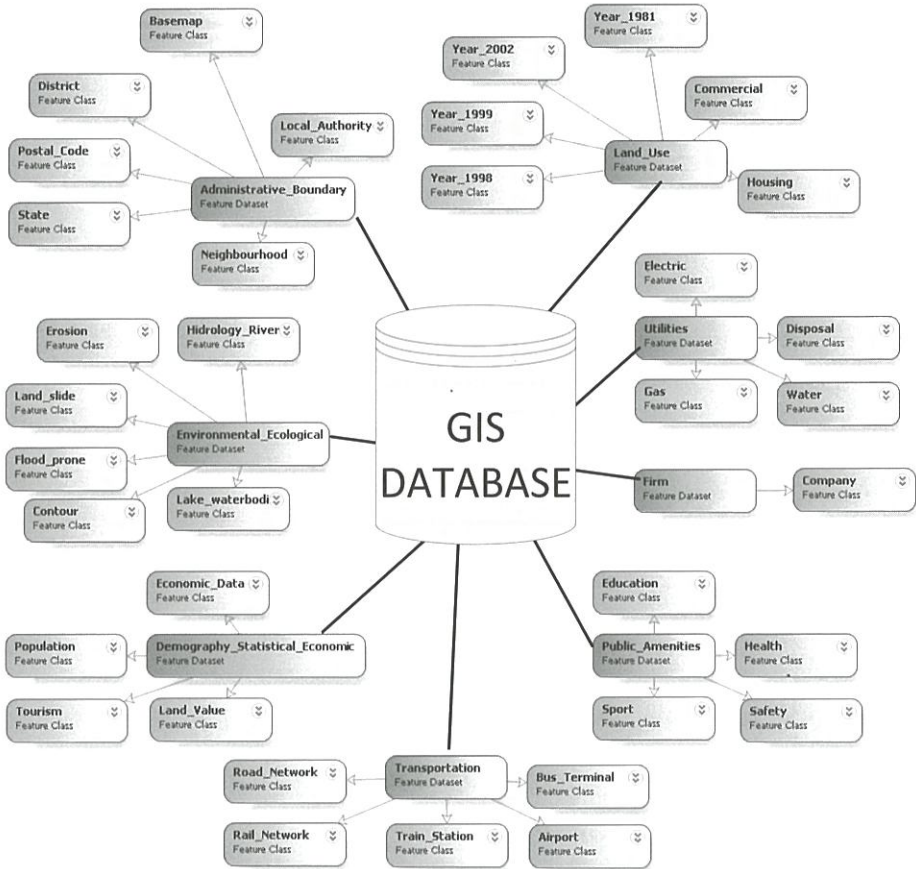 Basemap
Feature Class
District
Feature Class
Local_Authority
Feature Class
Postal_Code
Feature Class
Administrative_Boundary
Feature Dataset
State
Feature Class
Neighbourhood
Feature Class
Year_1981
Feature Class
Year_2002
Feature Class
Commercial
Feature Class
Year_1999
Feature Class
Land_Use
Feature Dataset
Year_1998
Feature Class
Housing
Feature Class
Electric
Feature Class
Utilities
Feature Dataset
Disposal
Feature Class
Gas
Feature Class
Water
Feature Class
Erosion
Feature Class
Hidrology_River
Feature Class
Land_slide
Feature Class
Environmental_Ecological
Feature Dataset
Flood_prone
Feature Class
Contour
Feature Class
Lake_waterbodi
Feature Class
GIS
DATABASE
Firm
Feature Dataset
Company
Feature Class
Economic_Data
Feature Class
Population
Feature Class
Demography_Statistical_Economic
Feature Dataset
Tourism
Feature Class
Land_Value
Feature Class
Education
Feature Class
Public_Amenities
Feature Dataset
Health
Feature Class
Sport
Feature Class
Safety
Feature Class
Road_Network
Feature Class
Transportation
Feature Dataset
Bus_Terminal
Feature Class
Rail_Network
Feature Class
Train_Station
Feature Class
Airport
Feature Class